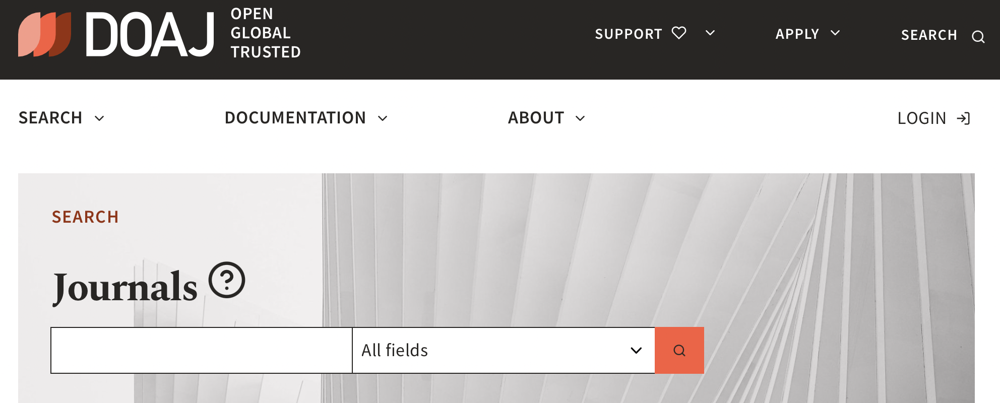 DOAJ
OPEN
GLOBAL
TRUSTED
SUPPORT
APPLY
SEARCH
SEARCH
DOCUMENTATION
ABOUT
LOGIN
SEARCH
Journals
All fields